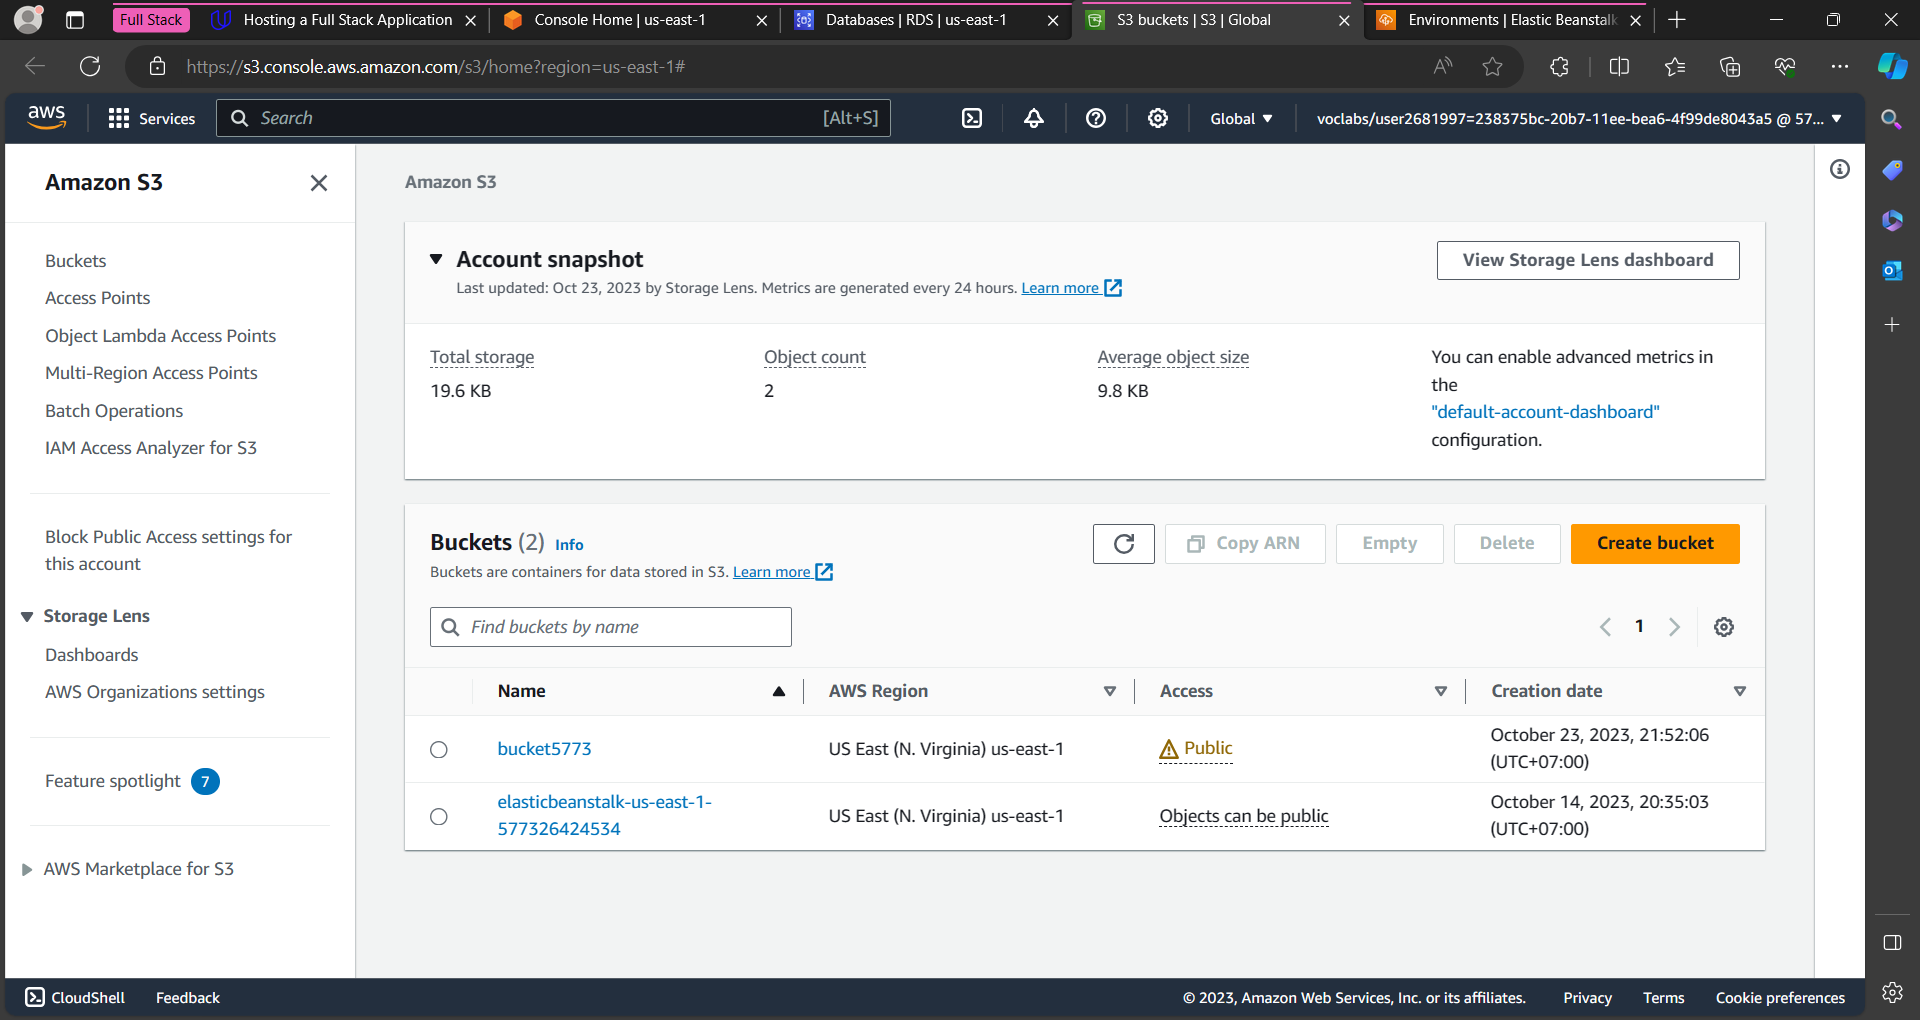 Full Stack
Hosting a Full Stack Application
Console Home | us-east-1
Databases | RDS | us-east-1
S3 buckets | S3 | Global
Environments | Elastic Beanstalk
https://s3.console.aws.amazon.com/s3/home?region=us-east-1#
aws
Services
Search
[Alt+S]
Global
voclabs/user2681997=238375bc-20b7-11ee-bea6-4f99de8043a5 @ 57...
Amazon S3
Buckets
Access Points
Object Lambda Access Points
Multi-Region Access Points
Batch Operations
IAM Access Analyzer for S3
Block Public Access settings for
this account
Storage Lens
Dashboards
AWS Organizations settings
Feature spotlight 7
AWS Marketplace for S3
Amazon S3
Account snapshot
Last updated: Oct 23, 2023 by Storage Lens. Metrics are generated every 24 hours. Learn more
View Storage Lens dashboard
Total storage
19.6 KB
Object count
2
Average object size
9.8 KB
You can enable advanced metrics in
the
"default-account-dashboard"
configuration.
Buckets (2) Info
Buckets are containers for data stored in S3. Learn more
Copy ARN
Empty
Delete
Create bucket
Find buckets by name
1
Name
AWS Region
Access
Creation date
bucket5773
US East (N. Virginia) us-east-1
Public
October 23, 2023, 21:52:06
(UTC+07:00)
elasticbeanstalk-us-east-1-
577326424534
US East (N. Virginia) us-east-1
Objects can be public
October 14, 2023, 20:35:03
(UTC+07:00)
CloudShell
Feedback
© 2023, Amazon Web Services, Inc. or its affiliates.
Privacy
Terms
Cookie preferences